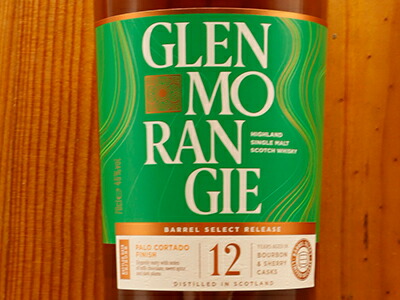 GLEN
MO
RAN
GIE
HIGHLAND
SINGLE MALT
SCOTCH WHISKY
BARREL SELECT RELEASE
PALO CORTADO
FINISH
12
YEARS AGED IN
BOURBON
& SHERRY
CASKS
DISTILLED IN SCOTLAND